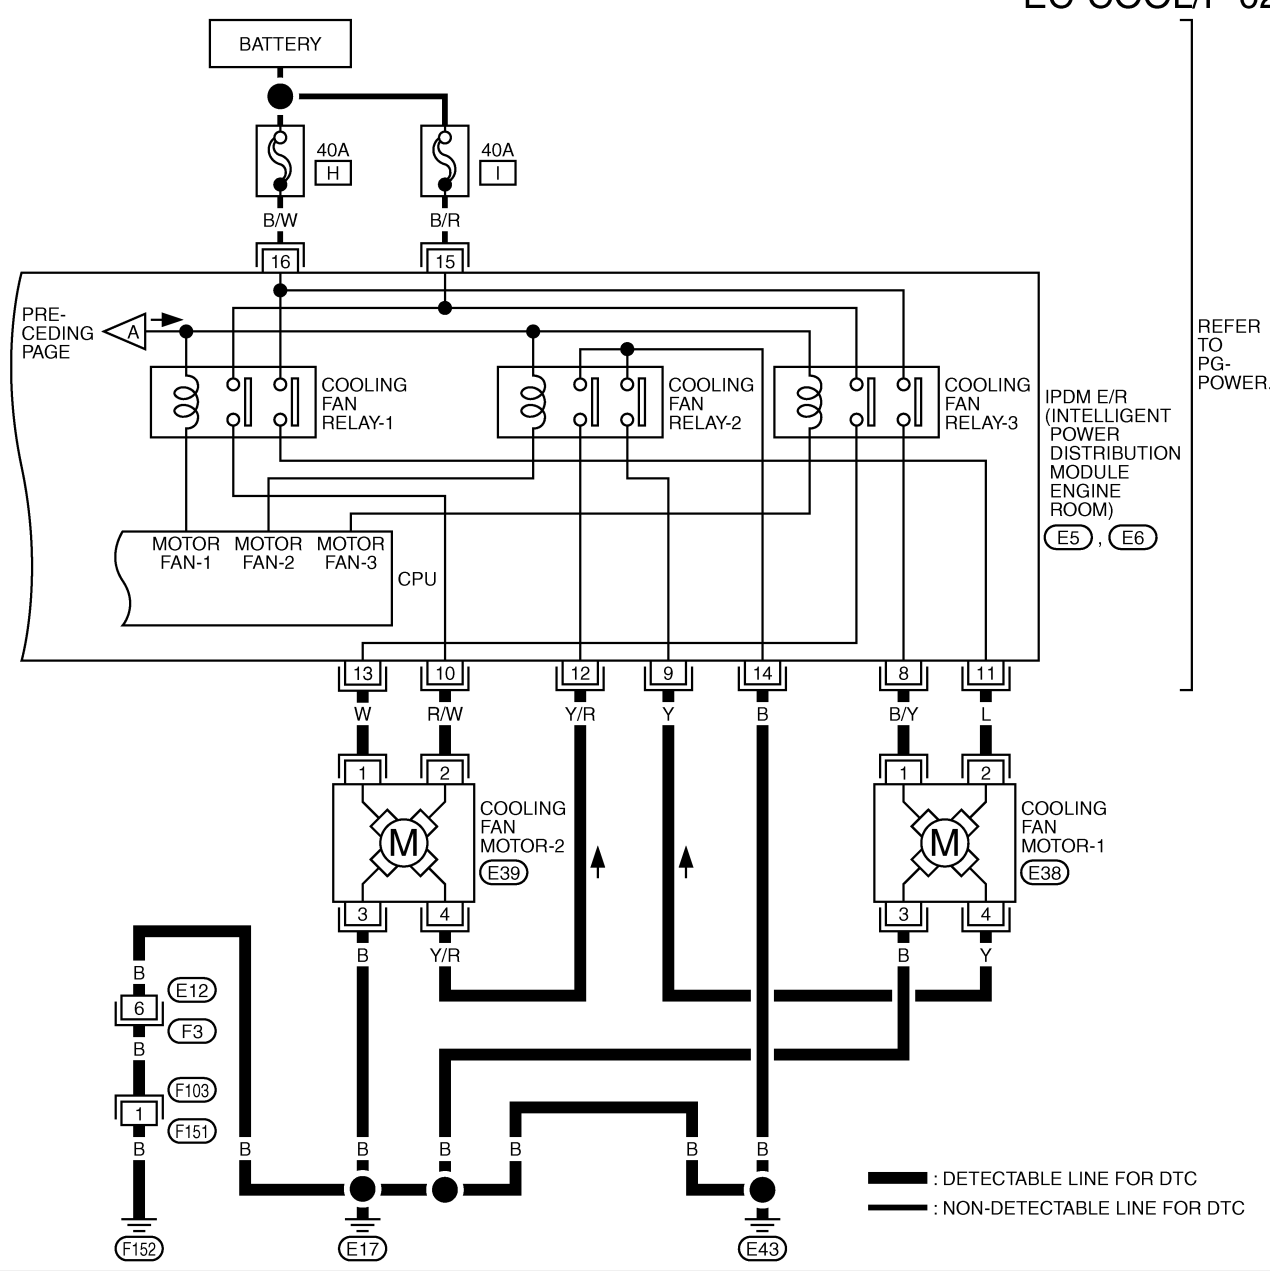 BATTERY
40A
H
40A
I
B/W
B/R
16
15
PRE-
CEDING
PAGE
A
COOLING
FAN
RELAY-1
COOLING
FAN
RELAY-2
COOLING
FAN
RELAY-3
REFER
TO
PG-
POWER.
IPDM E/R
(INTELLIGENT
POWER
DISTRIBUTION
MODULE
ENGINE
ROOM)
E5 , E6
MOTOR
FAN-1
MOTOR
FAN-2
MOTOR
FAN-3
CPU
13
10
12
9
14
8
11
W
R/W
Y/R
Y
B
B/Y
L
1
2
1
2
M
M
COOLING
FAN
MOTOR-2
E39
COOLING
FAN
MOTOR-1
E38
3
4
3
4
B
Y/R
B
Y
B
6
E12
F3
B
F103
1
F151
B
B
B
B
B
B
B
F152
E17
E43
: DETECTABLE LINE FOR DTC
: NON-DETECTABLE LINE FOR DTC